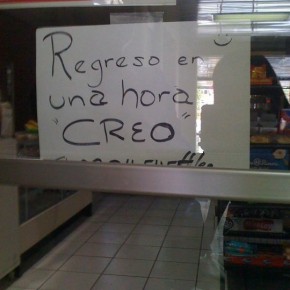 Regreso en
una hora
"CREO"